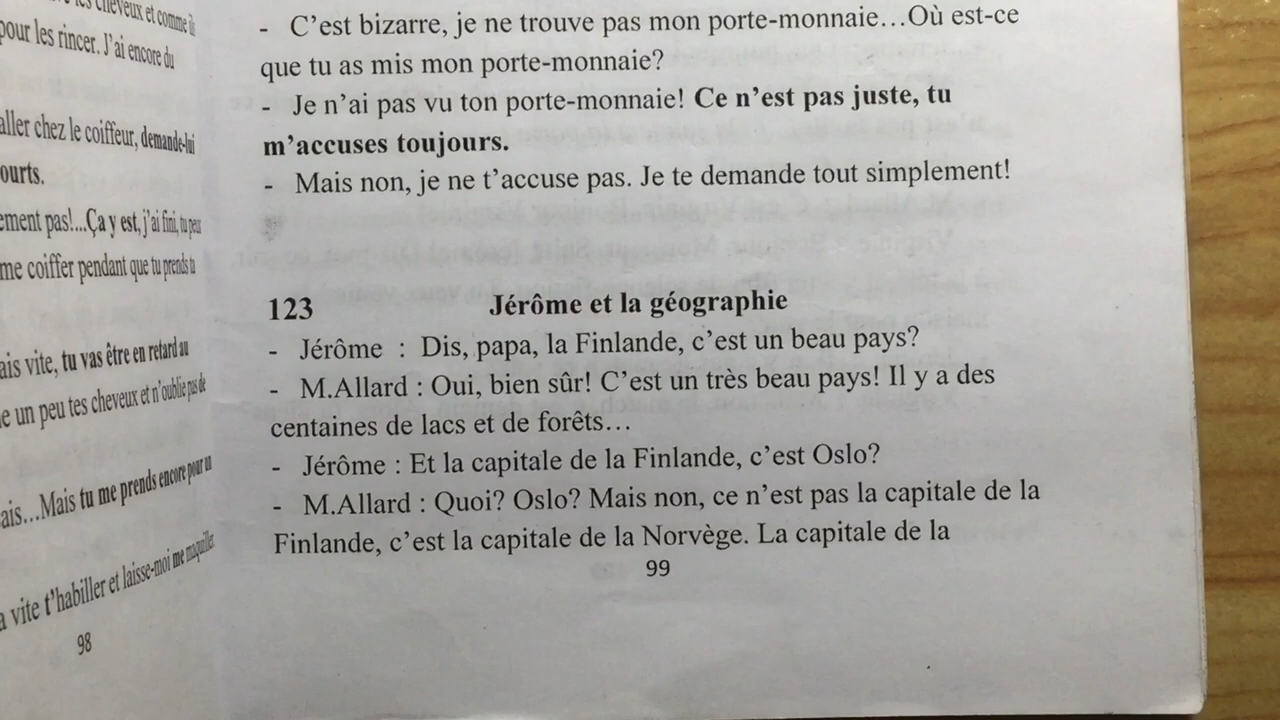 les cheveux et comme il
pour les rincer. J'ai encore du
aller chez le coiffeur, demande-lui
ourts.
ement pas!...Ça y est, j'ai fini, tu peux
me coiffer pendant que tu prends ta
ais vite, tu vas être en retard au
e un peu tes cheveux et n'oublie pas de
ais…Mais tu me prends encore pour un
a vite t'habiller et laisse-moi me maquiller
98
- C'est bizarre, je ne trouve pas mon porte-monnaie…Où est-ce
que tu as mis mon porte-monnaie?
- Je n'ai pas vu ton porte-monnaie! Ce n'est pas juste, tu
m'accuses toujours.
- Mais non, je ne t'accuse pas. Je te demande tout simplement!
123 Jérôme et la géographie
- Jérôme : Dis, papa, la Finlande, c'est un beau pays?
- M.Allard : Oui, bien sûr! C'est un très beau pays! Il y a des
centaines de lacs et de forêts…
- Jérôme : Et la capitale de la Finlande, c'est Oslo?
- M.Allard : Quoi? Oslo? Mais non, ce n'est pas la capitale de la
Finlande, c'est la capitale de la Norvège. La capitale de la
99